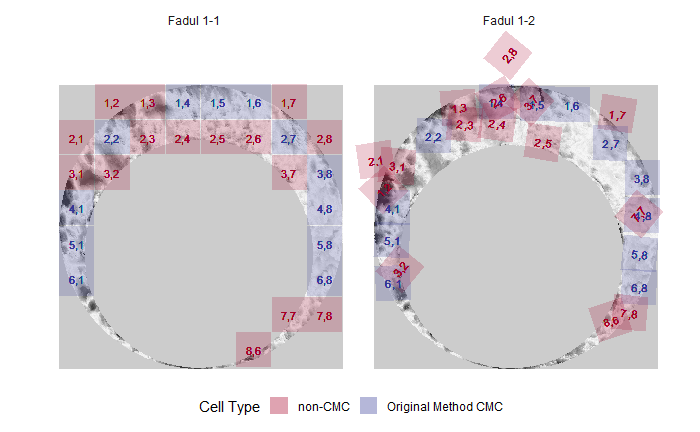 Fadul 1-1
1,2 1,3 1,4 1,5 1,6 1,7
2,1 2,2 2,3 2,4 2,5 2,6 2,7 2,8
3,1 3,2 3,7 3,8
4,1 4,8
5,1 5,8
6,1 6,8
7,7 7,8
8,6
Fadul 1-2
2,8
1,3 1,5 1,6 1,7
2,2 2,3 2,4 2,5 2,7
2,1 3,1 3,8
4,1 4,8
5,1 5,8
3,2
6,1 6,8
8,6 7,8
Cell Type non-CMC Original Method CMC